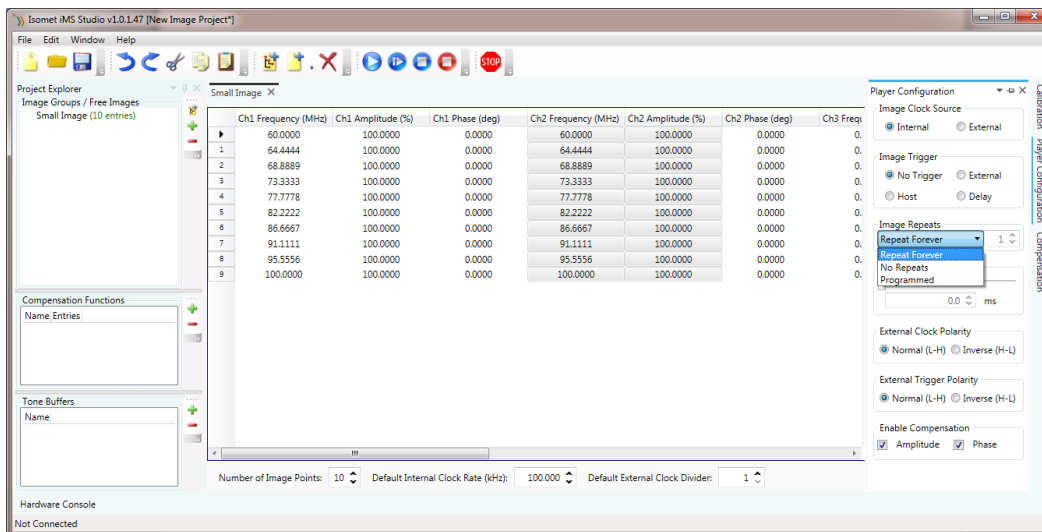 Isomet iMS Studio v1.0.1.47 [New Image Project*]
File Edit Window Help
STOP
Project Explorer
Image Groups / Free Images
Small Image (10 entries)
Compensation Functions
Name Entries
Tone Buffers
Name
Small Image
Ch1 Frequency (MHz) Ch1 Amplitude (%) Ch1 Phase (deg) Ch2 Frequency (MHz) Ch2 Amplitude (%) Ch2 Phase (deg) Ch3 Frequ
60.0000 100.0000 0.0000 60.0000 100.0000 0.0000 0.
1 64.4444 100.0000 0.0000 64.4444 100.0000 0.0000 0.
2 68.8889 100.0000 0.0000 68.8889 100.0000 0.0000 0.
3 73.3333 100.0000 0.0000 73.3333 100.0000 0.0000 0.
4 77.7778 100.0000 0.0000 77.7778 100.0000 0.0000 0.
5 82.2222 100.0000 0.0000 82.2222 100.0000 0.0000 0.
6 86.6667 100.0000 0.0000 86.6667 100.0000 0.0000 0.
7 91.1111 100.0000 0.0000 91.1111 100.0000 0.0000 0.
8 95.5556 100.0000 0.0000 95.5556 100.0000 0.0000 0.
9 100.0000 100.0000 0.0000 100.0000 100.0000 0.0000 0.
Number of Image Points: 10 Default Internal Clock Rate (kHz): 100.000 Default External Clock Divider: 1
Player Configuration
Image Clock Source
Internal External
Image Trigger
No Trigger External
Host Delay
Image Repeats
Repeat Forever 1
Repeat Forever
No Repeats
Programmed
0.0 ms
External Clock Polarity
Normal (L-H) Inverse (H-L)
External Trigger Polarity
Normal (L-H) Inverse (H-L)
Enable Compensation
Amplitude Phase
Calibration
Player Configuration
Compensation
Hardware Console
Not Connected